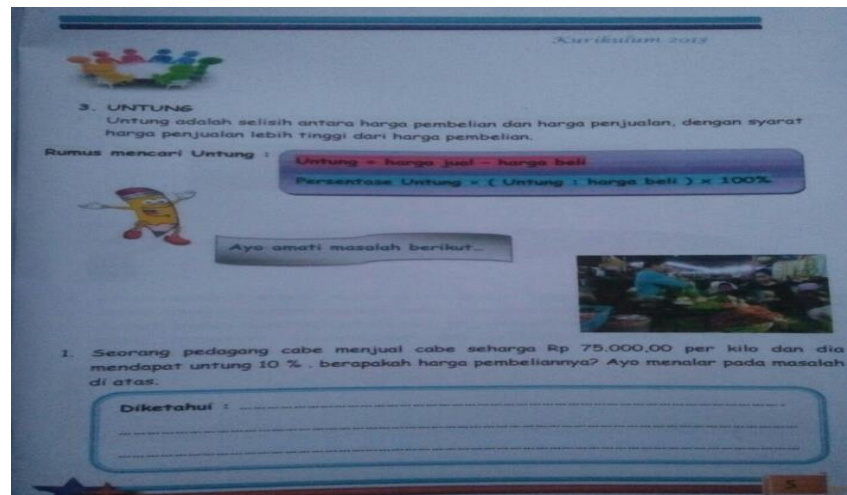 Kurikulum 2013
3. UNTUNG
Untung adalah selisih antara harga pembelian dan harga penjualan, dengan syarat
harga penjualan lebih tinggi dari harga pembelian.
Rumus mencari Untung :
Untung = harga jual - harga beli
Persentase Untung = ( Untung : harga beli ) x 100%
Ayo amati masalah berikut...
1. Seorang pedagang cabe menjual cabe seharga Rp 75.000,00 per kilo dan dia
mendapat untung 10 % . berapakah harga pembeliannya? Ayo menalar pada masalah
di atas.
Diketahui : ............................................................
............................................................
............................................................
5